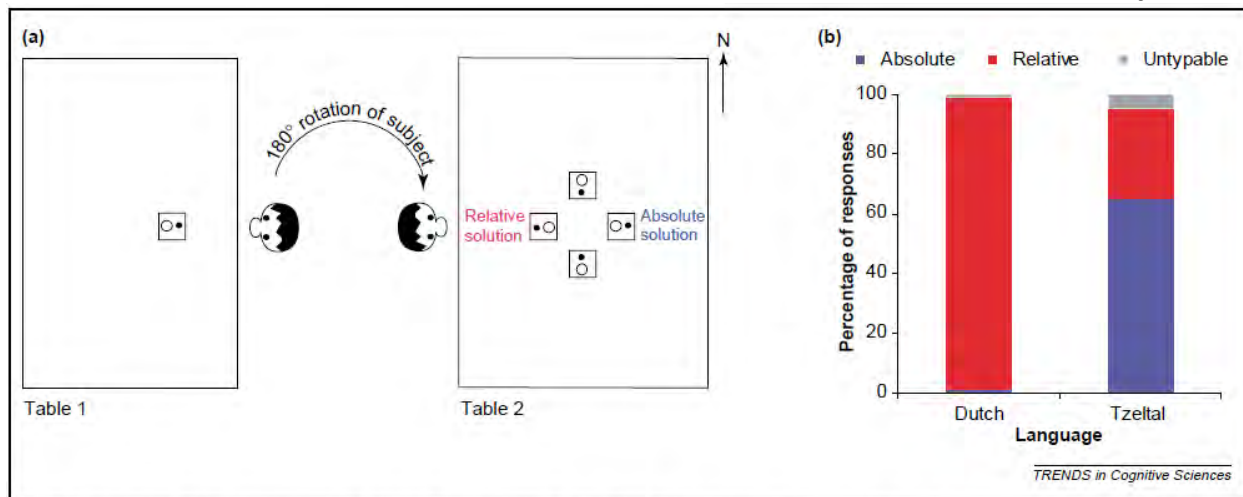 (a)
N
180° rotation of subject
Relative
solution
Absolute
solution
Table 1
Table 2
(b)
Absolute Relative Untypable
Percentage of responses
100
80
60
40
20
0
Dutch Tzeltal
Language
TRENDS in Cognitive Sciences